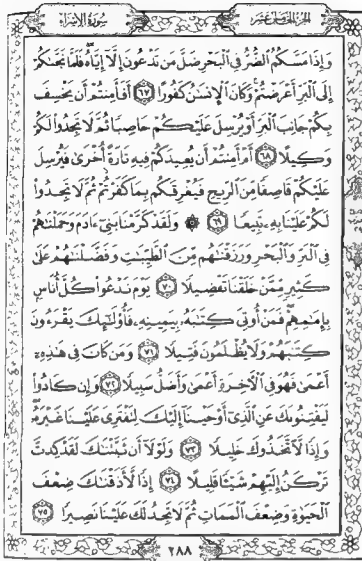 الجزء الخامس عشر
سورة الإسراء
وَإِذَا مَسَّكُمُ ٱلضُّرُّ فِي ٱلْبَحْرِ ضَلَّ مَن تَدْعُونَ إِلَّآ إِيَّاهُ فَلَمَّا نَجَّىٰكُمْ
إِلَى ٱلْبَرِّ أَعْرَضْتُمْ وَكَانَ ٱلْإِنسَٰنُ كَفُورًا ٦٧ أَفَأَمِنتُمْ أَن يَخْسِفَ
بِكُمْ جَانِبَ ٱلْبَرِّ أَوْ يُرْسِلَ عَلَيْكُمْ حَاصِبًا ثُمَّ لَا تَجِدُوا۟ لَكُمْ
وَكِيلًا ٦٨ أَمْ أَمِنتُمْ أَن يُعِيدَكُمْ فِيهِ تَارَةً أُخْرَىٰ فَيُرْسِلَ
عَلَيْكُمْ قَاصِفًا مِّنَ ٱلرِّيحِ فَيُغْرِقَكُم بِمَا كَفَرْتُمْ ثُمَّ لَا تَجِدُوا۟
لَكُمْ عَلَيْنَا بِهِۦ تَبِيعًا ٦٩ ۞ وَلَقَدْ كَرَّمْنَا بَنِىٓ ءَادَمَ وَحَمَلْنَٰهُمْ
فِي ٱلْبَرِّ وَٱلْبَحْرِ وَرَزَقْنَٰهُم مِّنَ ٱلطَّيِّبَٰتِ وَفَضَّلْنَٰهُمْ عَلَىٰ
كَثِيرٍ مِّمَّنْ خَلَقْنَا تَفْضِيلًا ٧٠ يَوْمَ نَدْعُوا۟ كُلَّ أُنَاسٍ
بِإِمَٰمِهِمْ فَمَنْ أُوتِىَ كِتَٰبَهُۥ بِيَمِينِهِۦ فَأُو۟لَٰٓئِكَ يَقْرَءُونَ
كِتَٰبَهُمْ وَلَا يُظْلَمُونَ فَتِيلًا ٧١ وَمَن كَانَ فِي هَٰذِهِۦٓ
أَعْمَىٰ فَهُوَ فِي ٱلْءَاخِرَةِ أَعْمَىٰ وَأَضَلُّ سَبِيلًا ٧٢ وَإِن كَادُوا۟
لَيَفْتِنُونَكَ عَنِ ٱلَّذِىٓ أَوْحَيْنَآ إِلَيْكَ لِتَفْتَرِىَ عَلَيْنَا غَيْرَهُۥ
وَإِذًا لَّٱتَّخَذُوكَ خَلِيلًا ٧٣ وَلَوْلَآ أَن ثَبَّتْنَٰكَ لَقَدْ كِدتَّ
تَرْكَنُ إِلَيْهِمْ شَيْـًٔا قَلِيلًا ٧٤ إِذًا لَّأَذَقْنَٰكَ ضِعْفَ
ٱلْحَيَوٰةِ وَضِعْفَ ٱلْمَمَاتِ ثُمَّ لَا تَجِدُ لَكَ عَلَيْنَا نَصِيرًا ٧٥
٢٨٨